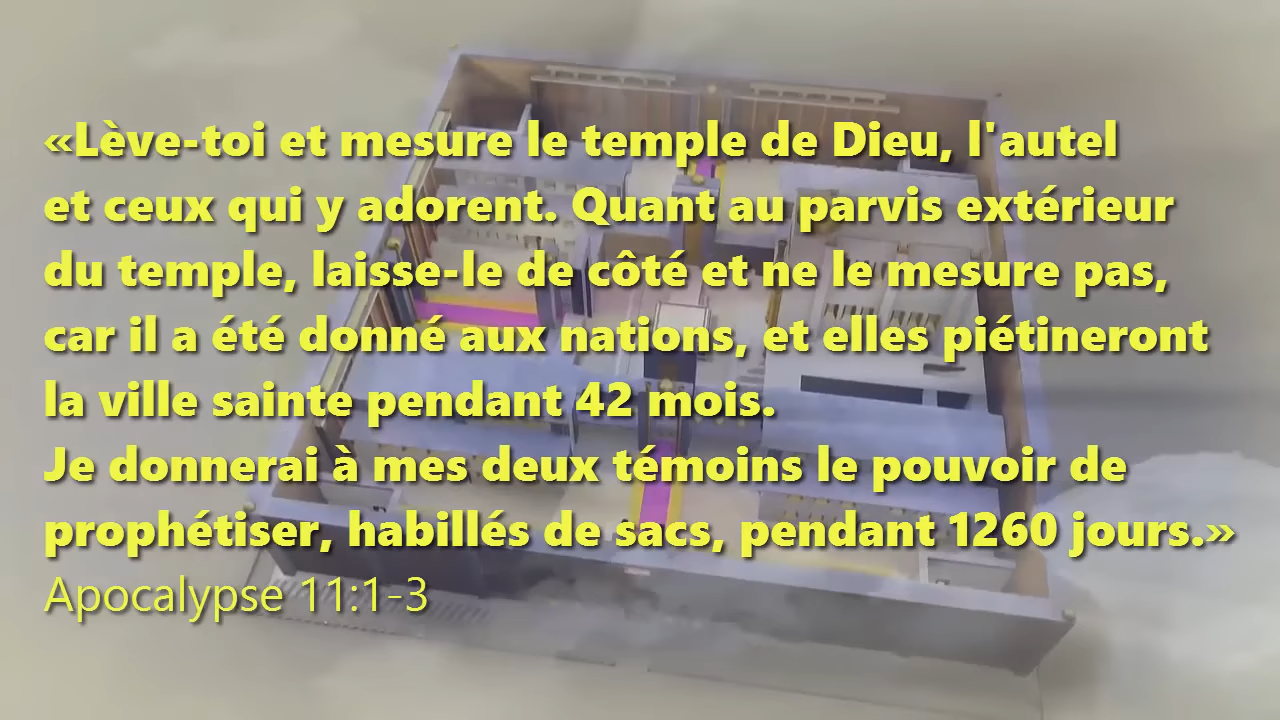 «Lève-toi et mesure le temple de Dieu, l'autel
et ceux qui y adorent. Quant au parvis extérieur
du temple, laisse-le de côté et ne le mesure pas,
car il a été donné aux nations, et elles piétineront
la ville sainte pendant 42 mois.
Je donnerai à mes deux témoins le pouvoir de
prophétiser, habillés de sacs, pendant 1260 jours.»
Apocalypse 11:1-3